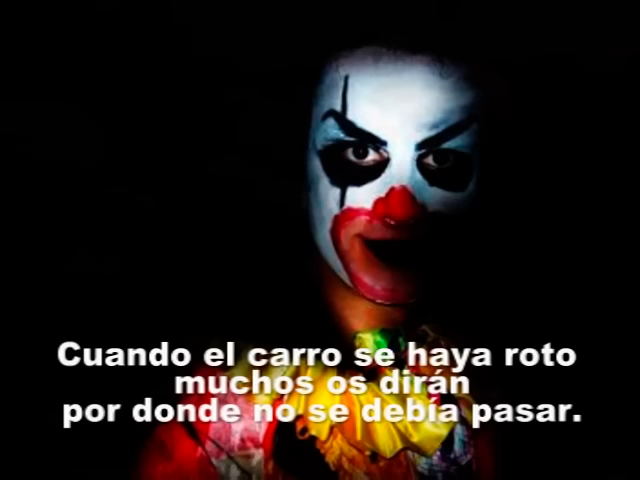 Cuando el carro se haya roto
muchos os dirán
por donde no se debía pasar.